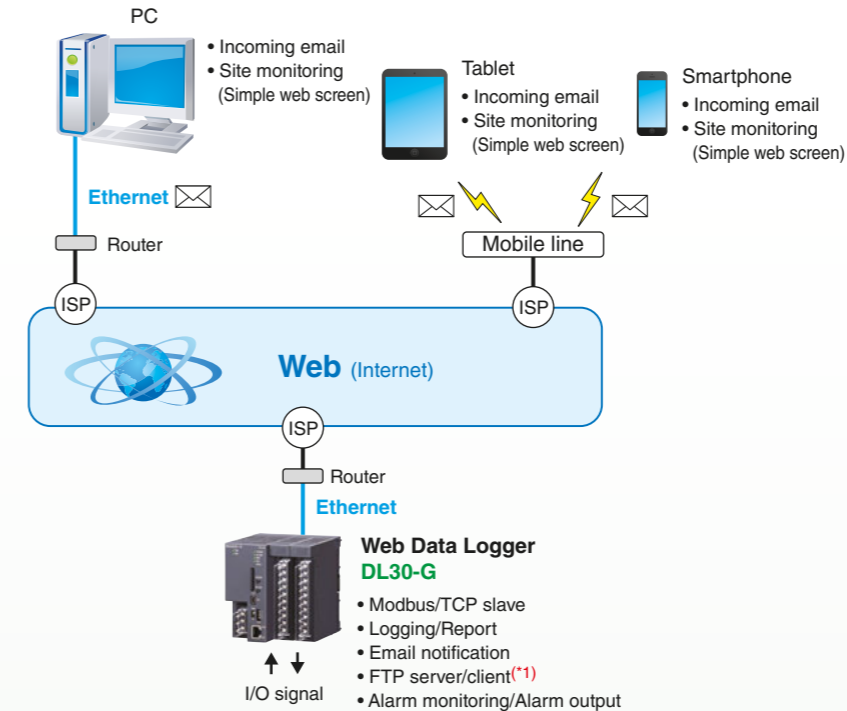 PC
• Incoming email
• Site monitoring
(Simple web screen)
Tablet
• Incoming email
• Site monitoring
(Simple web screen)
Smartphone
• Incoming email
• Site monitoring
(Simple web screen)
Ethernet
Router
Mobile line
ISP
ISP
Web (Internet)
ISP
Router
Ethernet
Web Data Logger
DL30-G
• Modbus/TCP slave
• Logging/Report
• Email notification
• FTP server/client(*1)
• Alarm monitoring/Alarm output
I/O signal